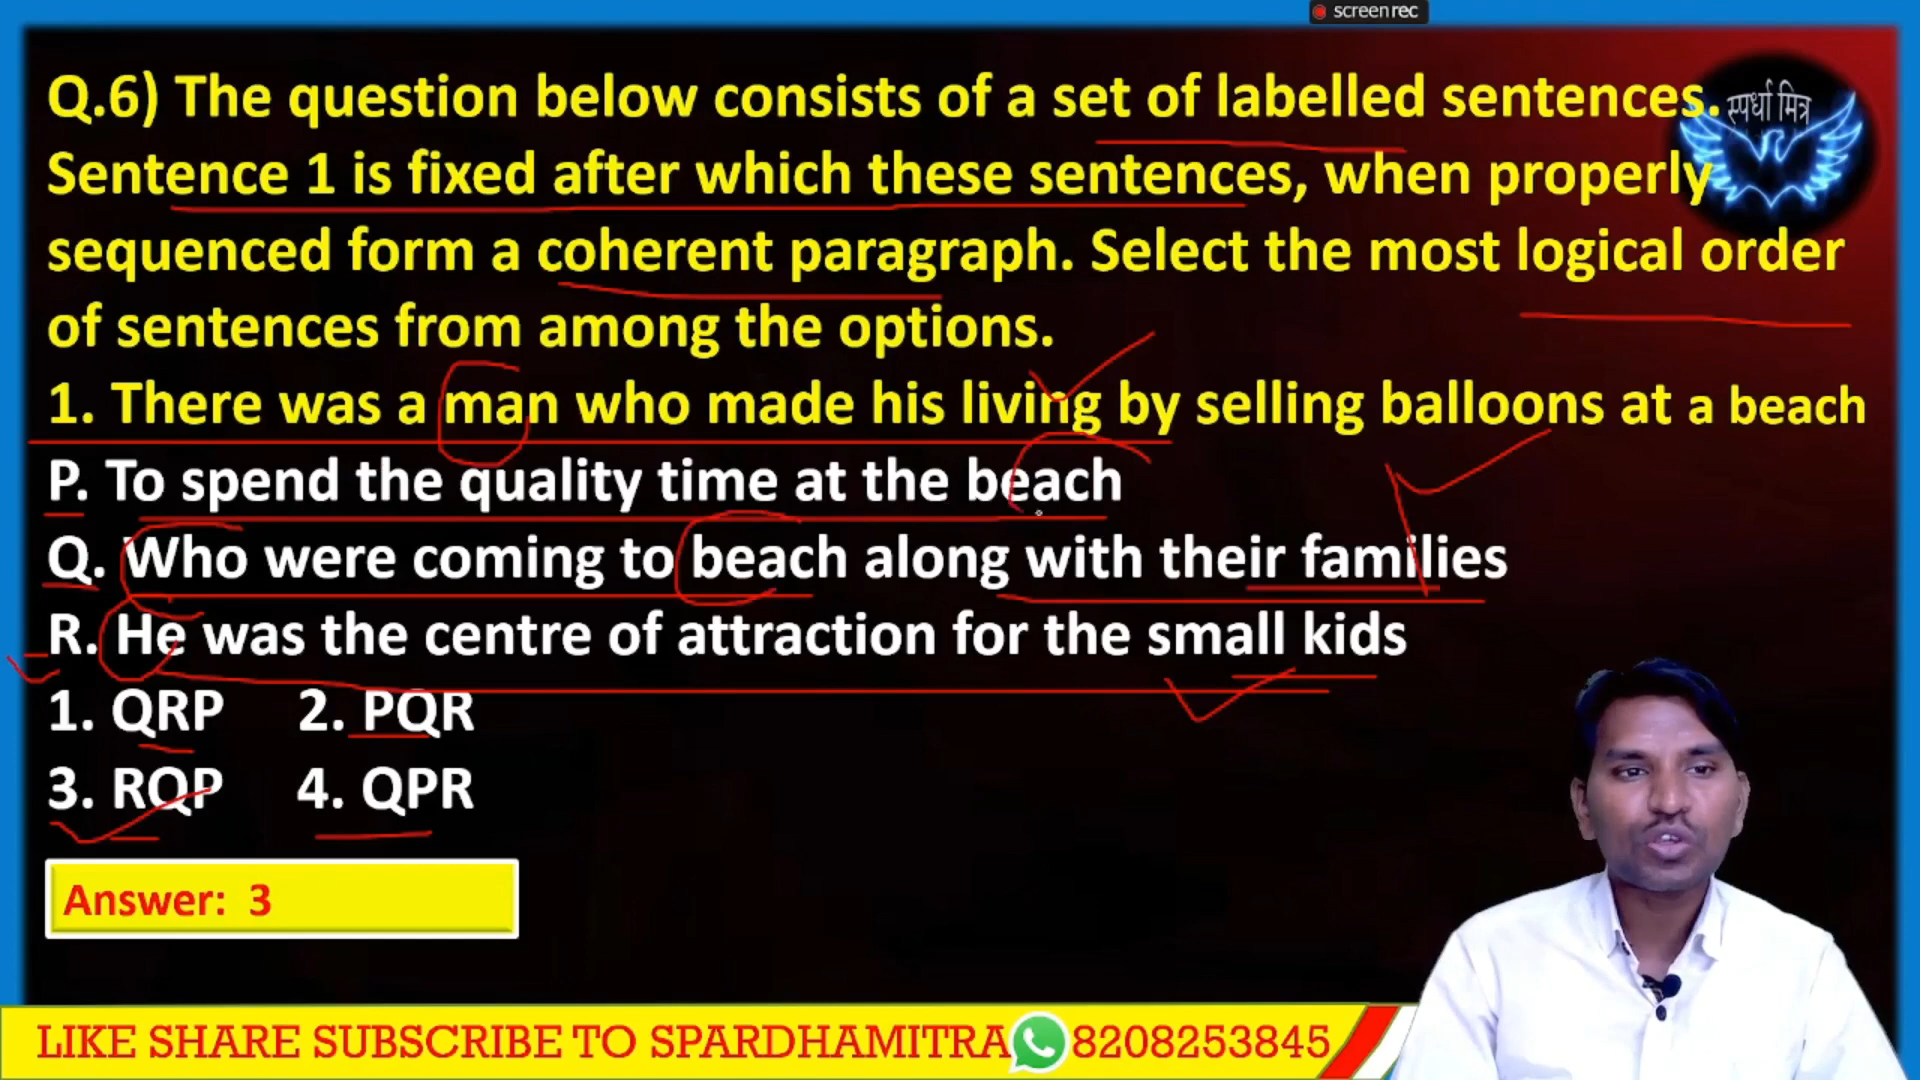 screenrec
Q.6) The question below consists of a set of labelled sentences.
स्पर्धा मित्र
Sentence 1 is fixed after which these sentences, when properly
sequenced form a coherent paragraph. Select the most logical order
of sentences from among the options.
1. There was a man who made his living by selling balloons at a beach
P. To spend the quality time at the beach
Q. Who were coming to beach along with their families
R. He was the centre of attraction for the small kids
1. QRP 2. PQR
3. RQP 4. QPR
Answer: 3
LIKE SHARE SUBSCRIBE TO SPARDHAMITRA 8208253845